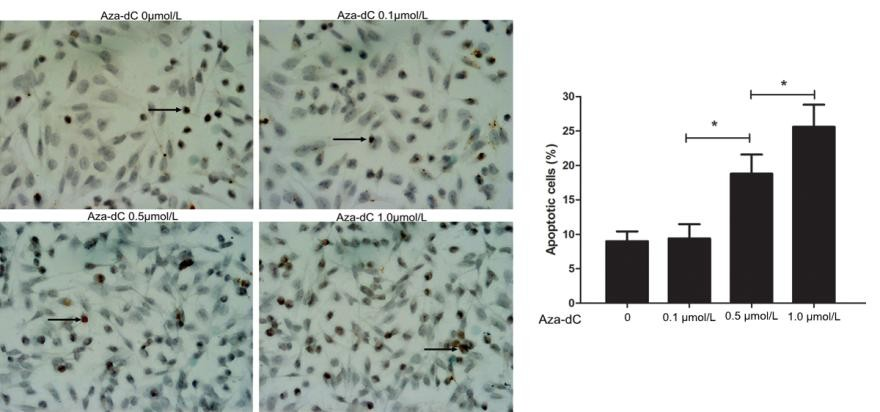 Aza-dC 0μmol/L
Aza-dC 0.1μmol/L
Aza-dC 0.5μmol/L
Aza-dC 1.0μmol/L
Apoptotic cells (%)
30
25
20
15
10
5
0
*
*
Aza-dC 0 0.1 μmol/L 0.5 μmol/L 1.0 μmol/L